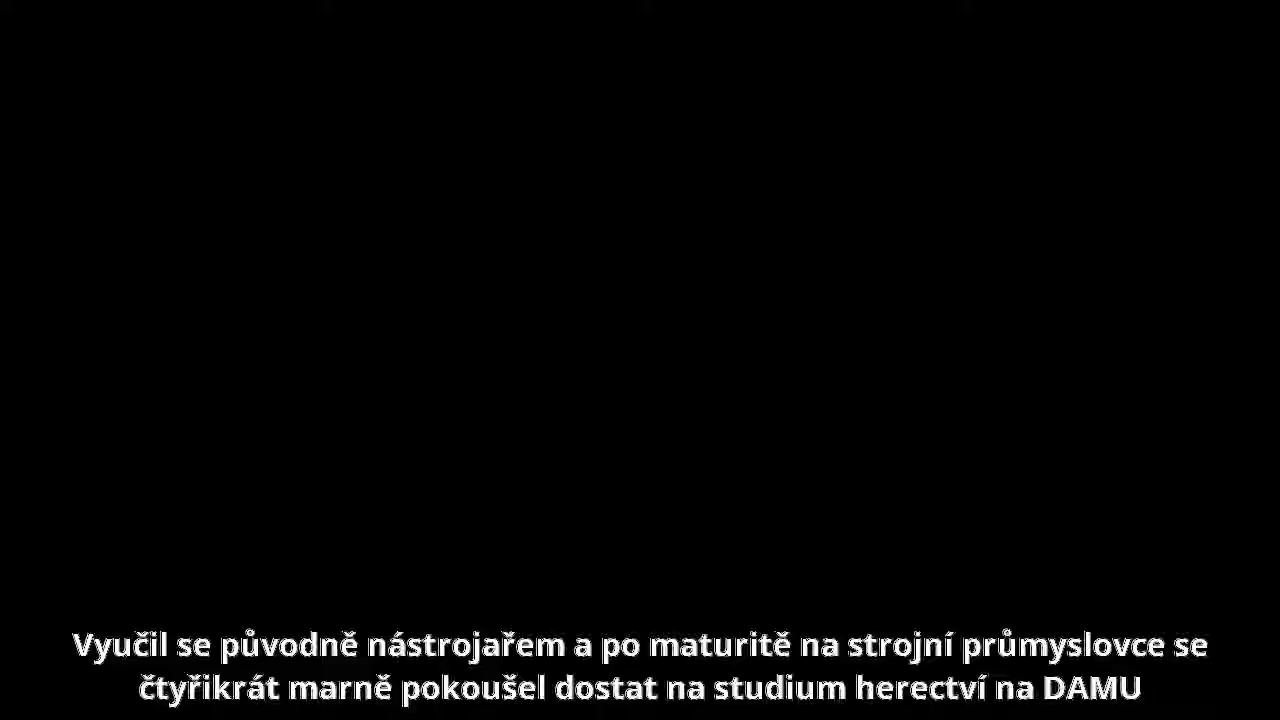 Vyučil se původně nástrojařem a po maturitě na strojní průmyslovce se
čtyřikrát marně pokoušel dostat na studium herectví na DAMU